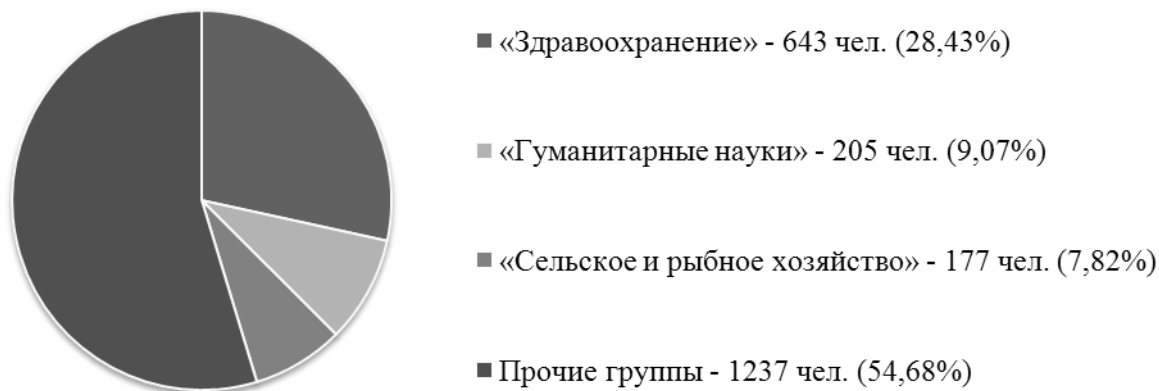 «Здравоохранение» - 643 чел. (28,43%)
«Гуманитарные науки» - 205 чел. (9,07%)
«Сельское и рыбное хозяйство» - 177 чел. (7,82%)
Прочие группы - 1237 чел. (54,68%)